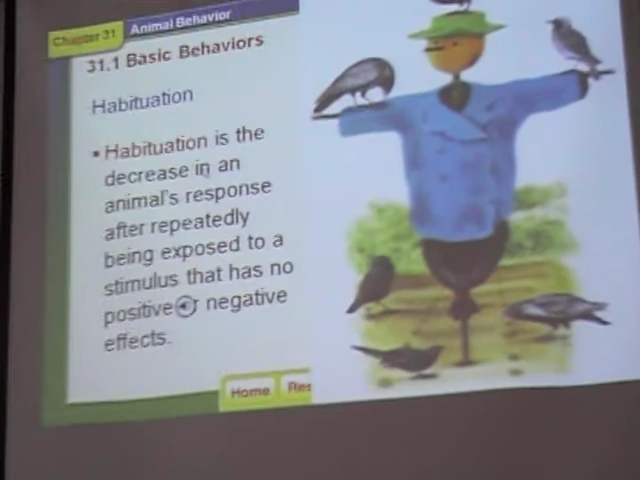 Chapter 31
Animal Behavior
31.1 Basic Behaviors
Habituation
▪ Habituation is the
decrease in an
animal's response
after repeatedly
being exposed to a
stimulus that has no
positive or negative
effects.
Home